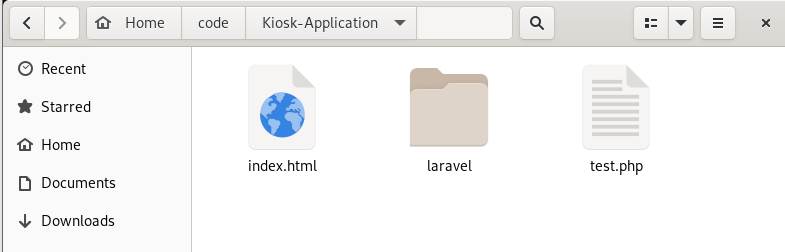 Home code Kiosk-Application
Recent
Starred
Home
Documents
Downloads
index.html laravel test.php